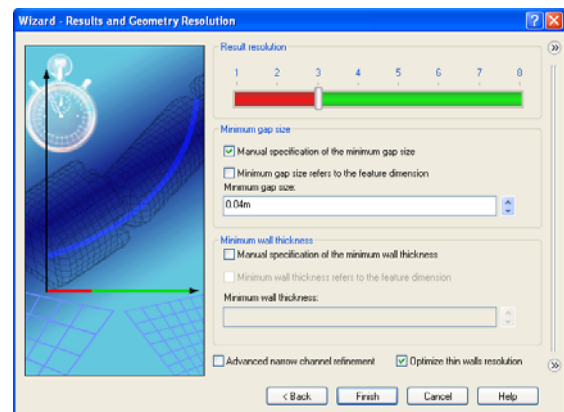 Wizard - Results and Geometry Resolution
Result resolution
1 2 3 4 5 6 7 8
Minimum gap size
Manual specification of the minimum gap size
Minimum gap size refers to the feature dimension
Minimum gap size:
0.04m
Minimum wall thickness
Manual specification of the minimum wall thickness
Minimum wall thickness refers to the feature dimension
Minimum wall thickness:
Advanced narrow channel refinement Optimize thin walls resolution
< Back Finish Cancel Help